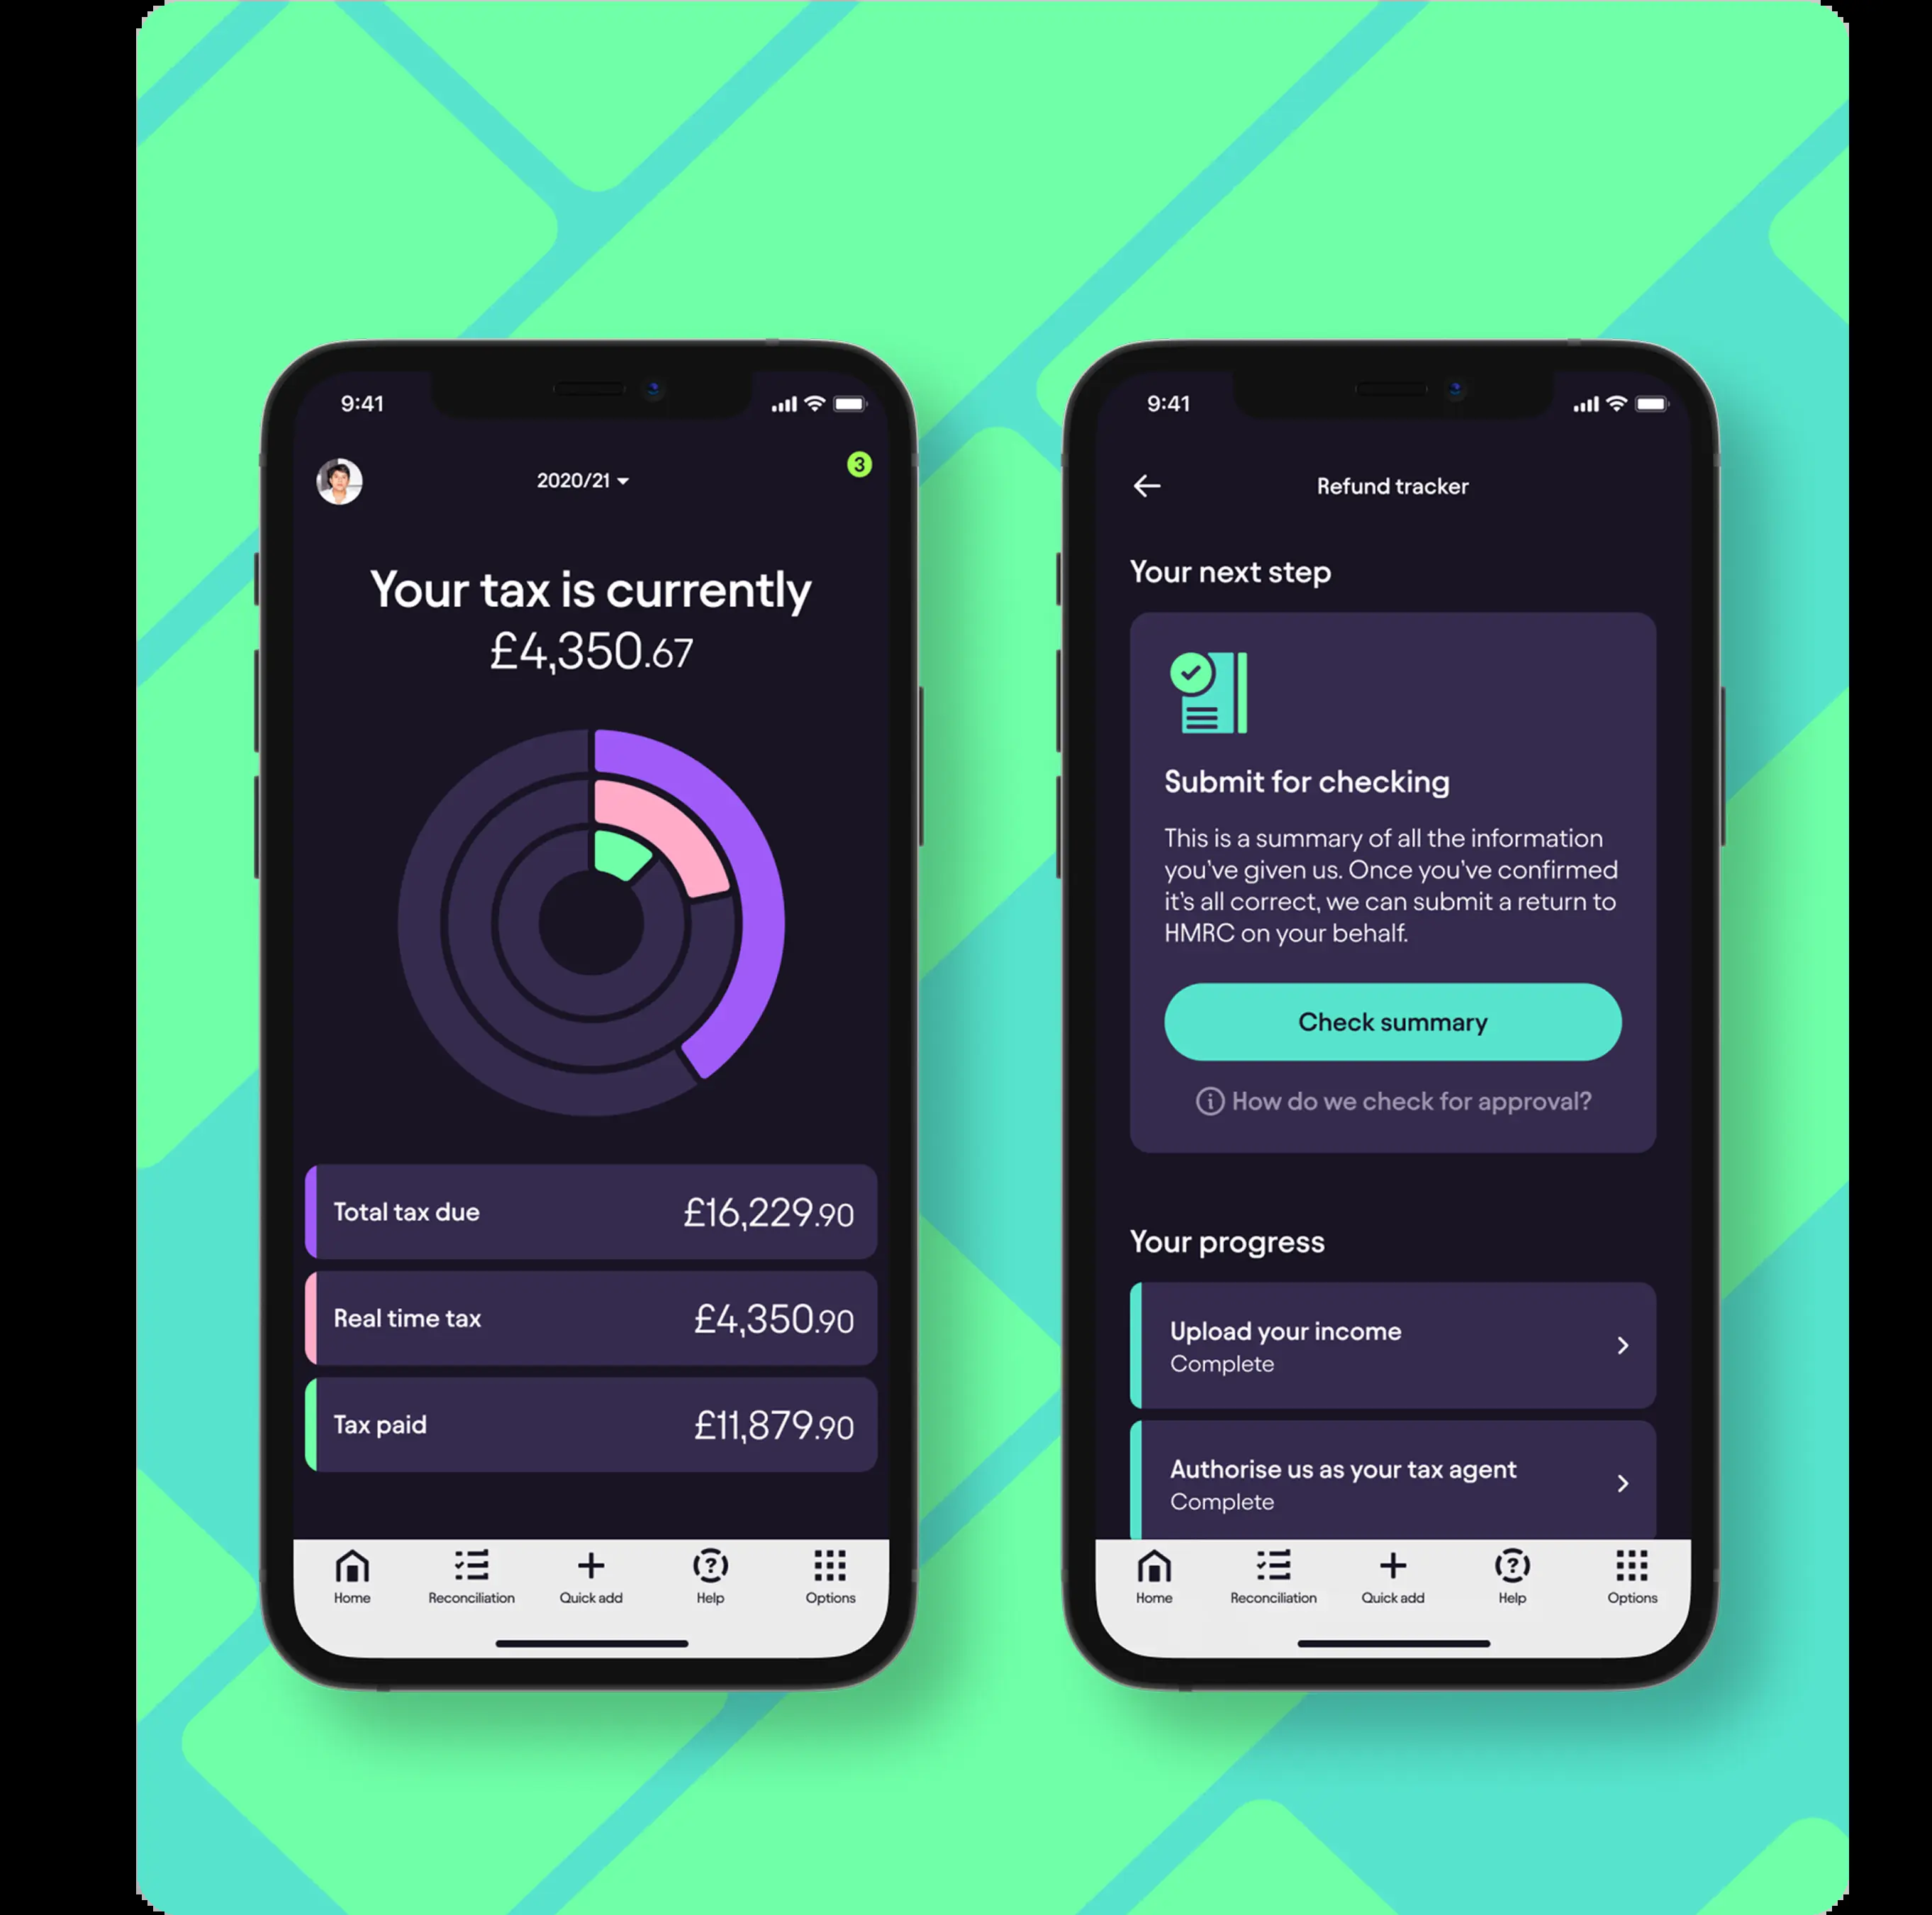 9:41
2020/21
3
Your tax is currently
£4,350.67
Total tax due
£16,229.90
Real time tax
£4,350.90
Tax paid
£11,879.90
Home
Reconciliation
Quick add
Help
Options
9:41
Refund tracker
Your next step
Submit for checking
This is a summary of all the information
you've given us. Once you've confirmed
it's all correct, we can submit a return to
HMRC on your behalf.
Check summary
How do we check for approval?
Your progress
Upload your income
Complete
Authorise us as your tax agent
Complete
Home
Reconciliation
Quick add
Help
Options